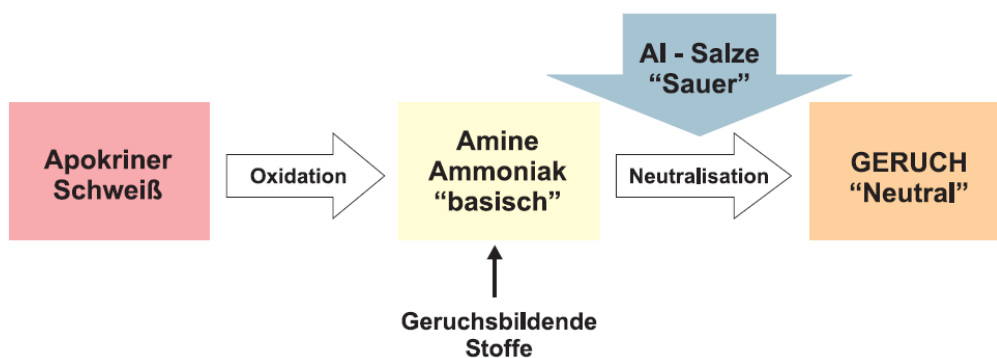 Apokriner
Schweiß
Oxidation
Amine
Ammoniak
“basisch”
Geruchsbildende
Stoffe
Al - Salze
“Sauer”
Neutralisation
GERUCH
“Neutral”